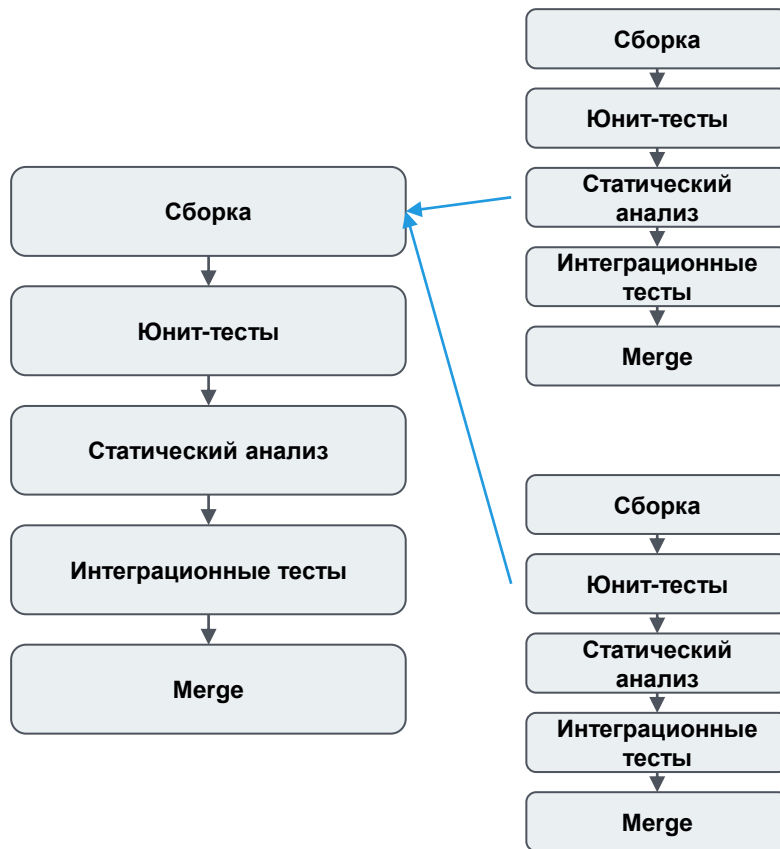 Сборка
Юнит-тесты
Статический анализ
Интеграционные тесты
Merge
Сборка
Юнит-тесты
Статический
анализ
Интеграционные
тесты
Merge
Сборка
Юнит-тесты
Статический
анализ
Интеграционные
тесты
Merge